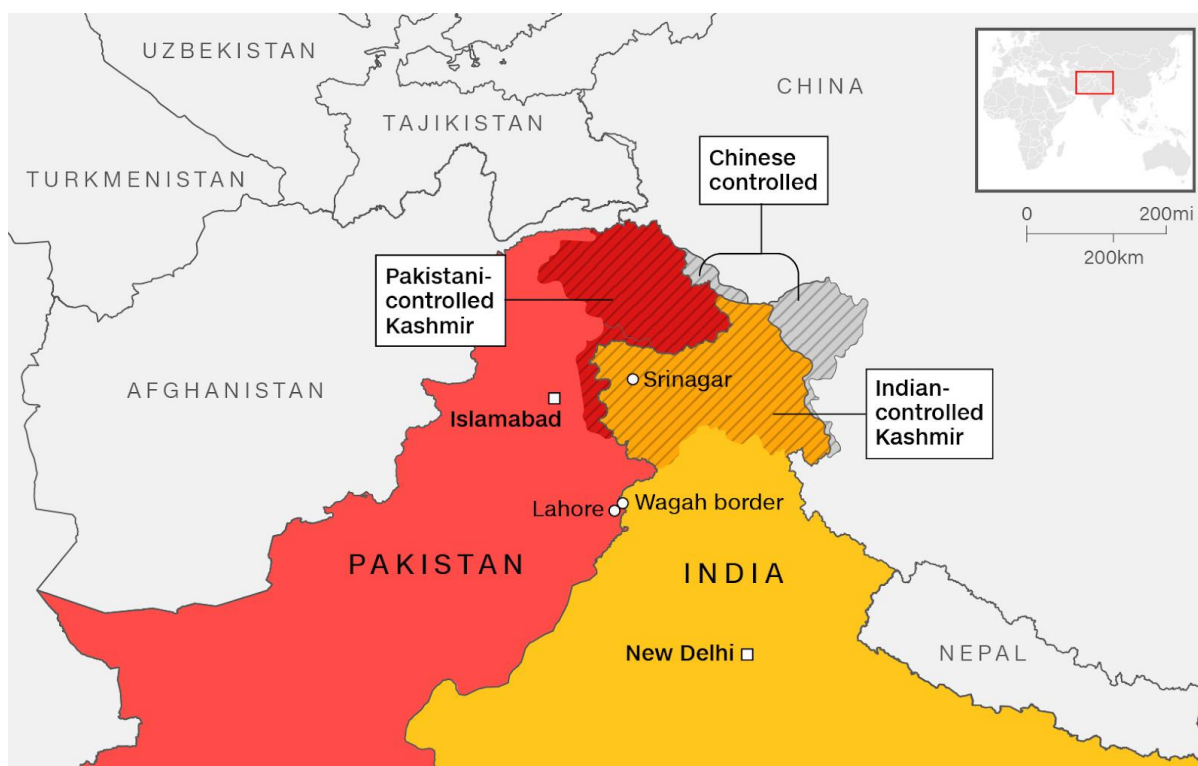 UZBEKISTAN
CHINA
TAJIKISTAN
TURKMENISTAN
Chinese
controlled
0 200mi
200km
Pakistani-
controlled
Kashmir
AFGHANISTAN
Srinagar
Islamabad
Indian-
controlled
Kashmir
Lahore
Wagah border
PAKISTAN
INDIA
New Delhi
NEPAL